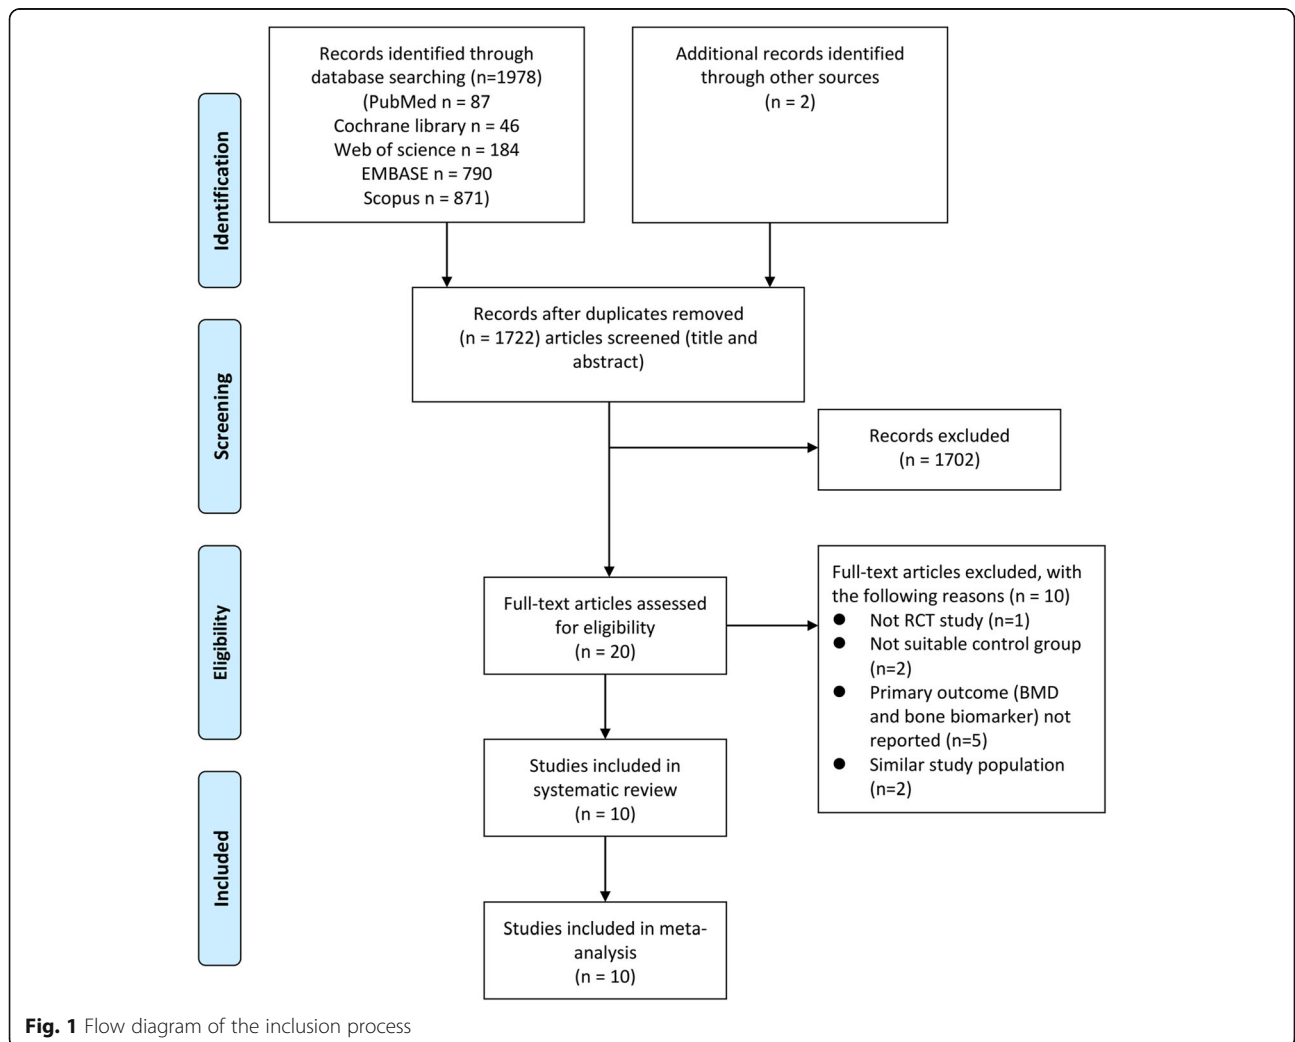 Records identified through
database searching (n=1978)
(PubMed n = 87
Cochrane library n = 46
Web of science n = 184
EMBASE n = 790
Scopus n = 871)
Additional records identified
through other sources
(n = 2)
Identification
Records after duplicates removed
(n = 1722) articles screened (title and
abstract)
Screening
Records excluded
(n = 1702)
Eligibility
Full-text articles assessed
for eligibility
(n = 20)
Full-text articles excluded, with
the following reasons (n = 10)
● Not RCT study (n=1)
● Not suitable control group
(n=2)
● Primary outcome (BMD
and bone biomarker) not
reported (n=5)
● Similar study population
(n=2)
Studies included in
systematic review
(n = 10)
Included
Studies included in meta-
analysis
(n = 10)
Fig. 1 Flow diagram of the inclusion process